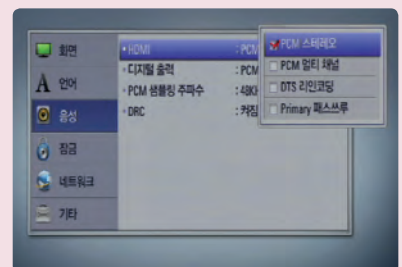 화면
언어
음성
잠금
네트워크
기타
HDMI : PCM
디지털 출력 : PCM
PCM 샘플링 주파수 : 48KH
DRC : 켜짐
PCM 스테레오
PCM 멀티 채널
DTS 리인코딩
Primary 패스쓰루